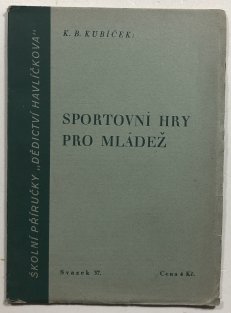 ŠKOLNÍ PŘÍRUČKY „DĚDICTVÍ HAVLÍČKOVA"
K. B. KUBÍČEK:
SPORTOVNÍ HRY
PRO MLÁDEŽ
Svazek 37.
Cena 4 Kč.